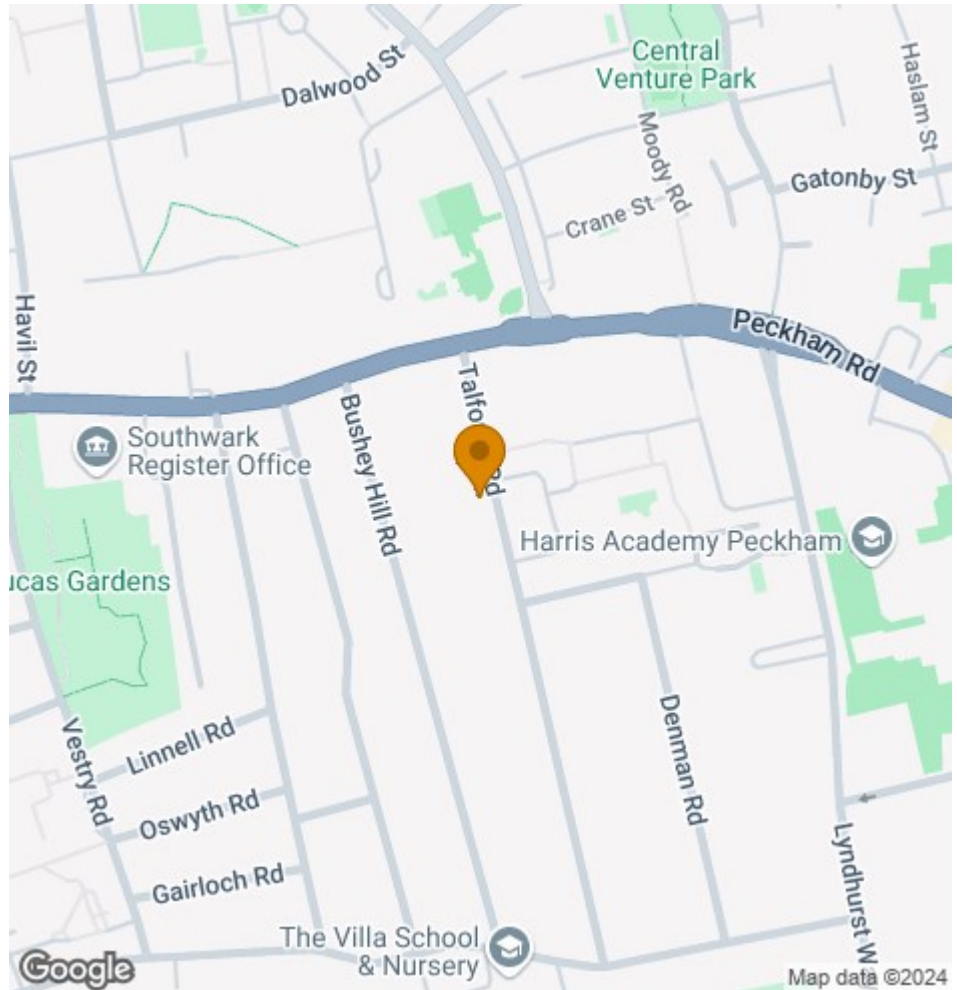 Central
Venture Park
Haslam St
Dalwood St
Moody Rd
Gatonby St
Crane St
Havil St
Peckham Rd
Southwark
Register Office
Bushey Hill Rd
Talfo
Rd
Harris Academy Peckham
ucas Gardens
Vestry Rd
Linnell Rd
Oswyth Rd
Gairloch Rd
Denman Rd
Lyndhurst W
The Villa School
& Nursery
Google
Map data ©2024